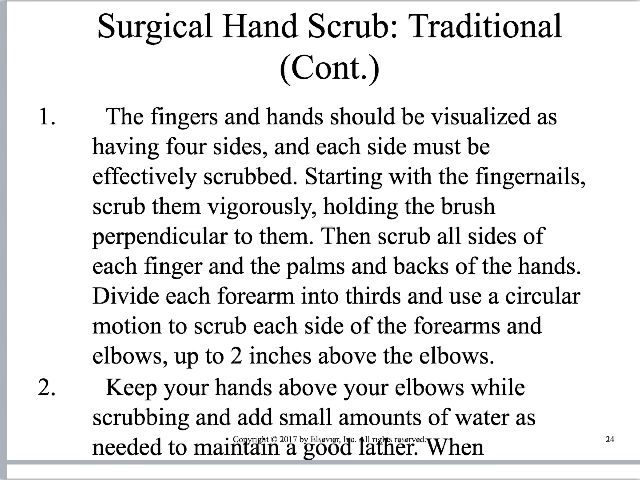 Surgical Hand Scrub: Traditional
(Cont.)
1. The fingers and hands should be visualized as
having four sides, and each side must be
effectively scrubbed. Starting with the fingernails,
scrub them vigorously, holding the brush
perpendicular to them. Then scrub all sides of
each finger and the palms and backs of the hands.
Divide each forearm into thirds and use a circular
motion to scrub each side of the forearms and
elbows, up to 2 inches above the elbows.
2. Keep your hands above your elbows while
scrubbing and add small amounts of water as
needed to maintain a good lather. When
• Copyright © 2017 by Elsevier, Inc. All rights reserved.
24